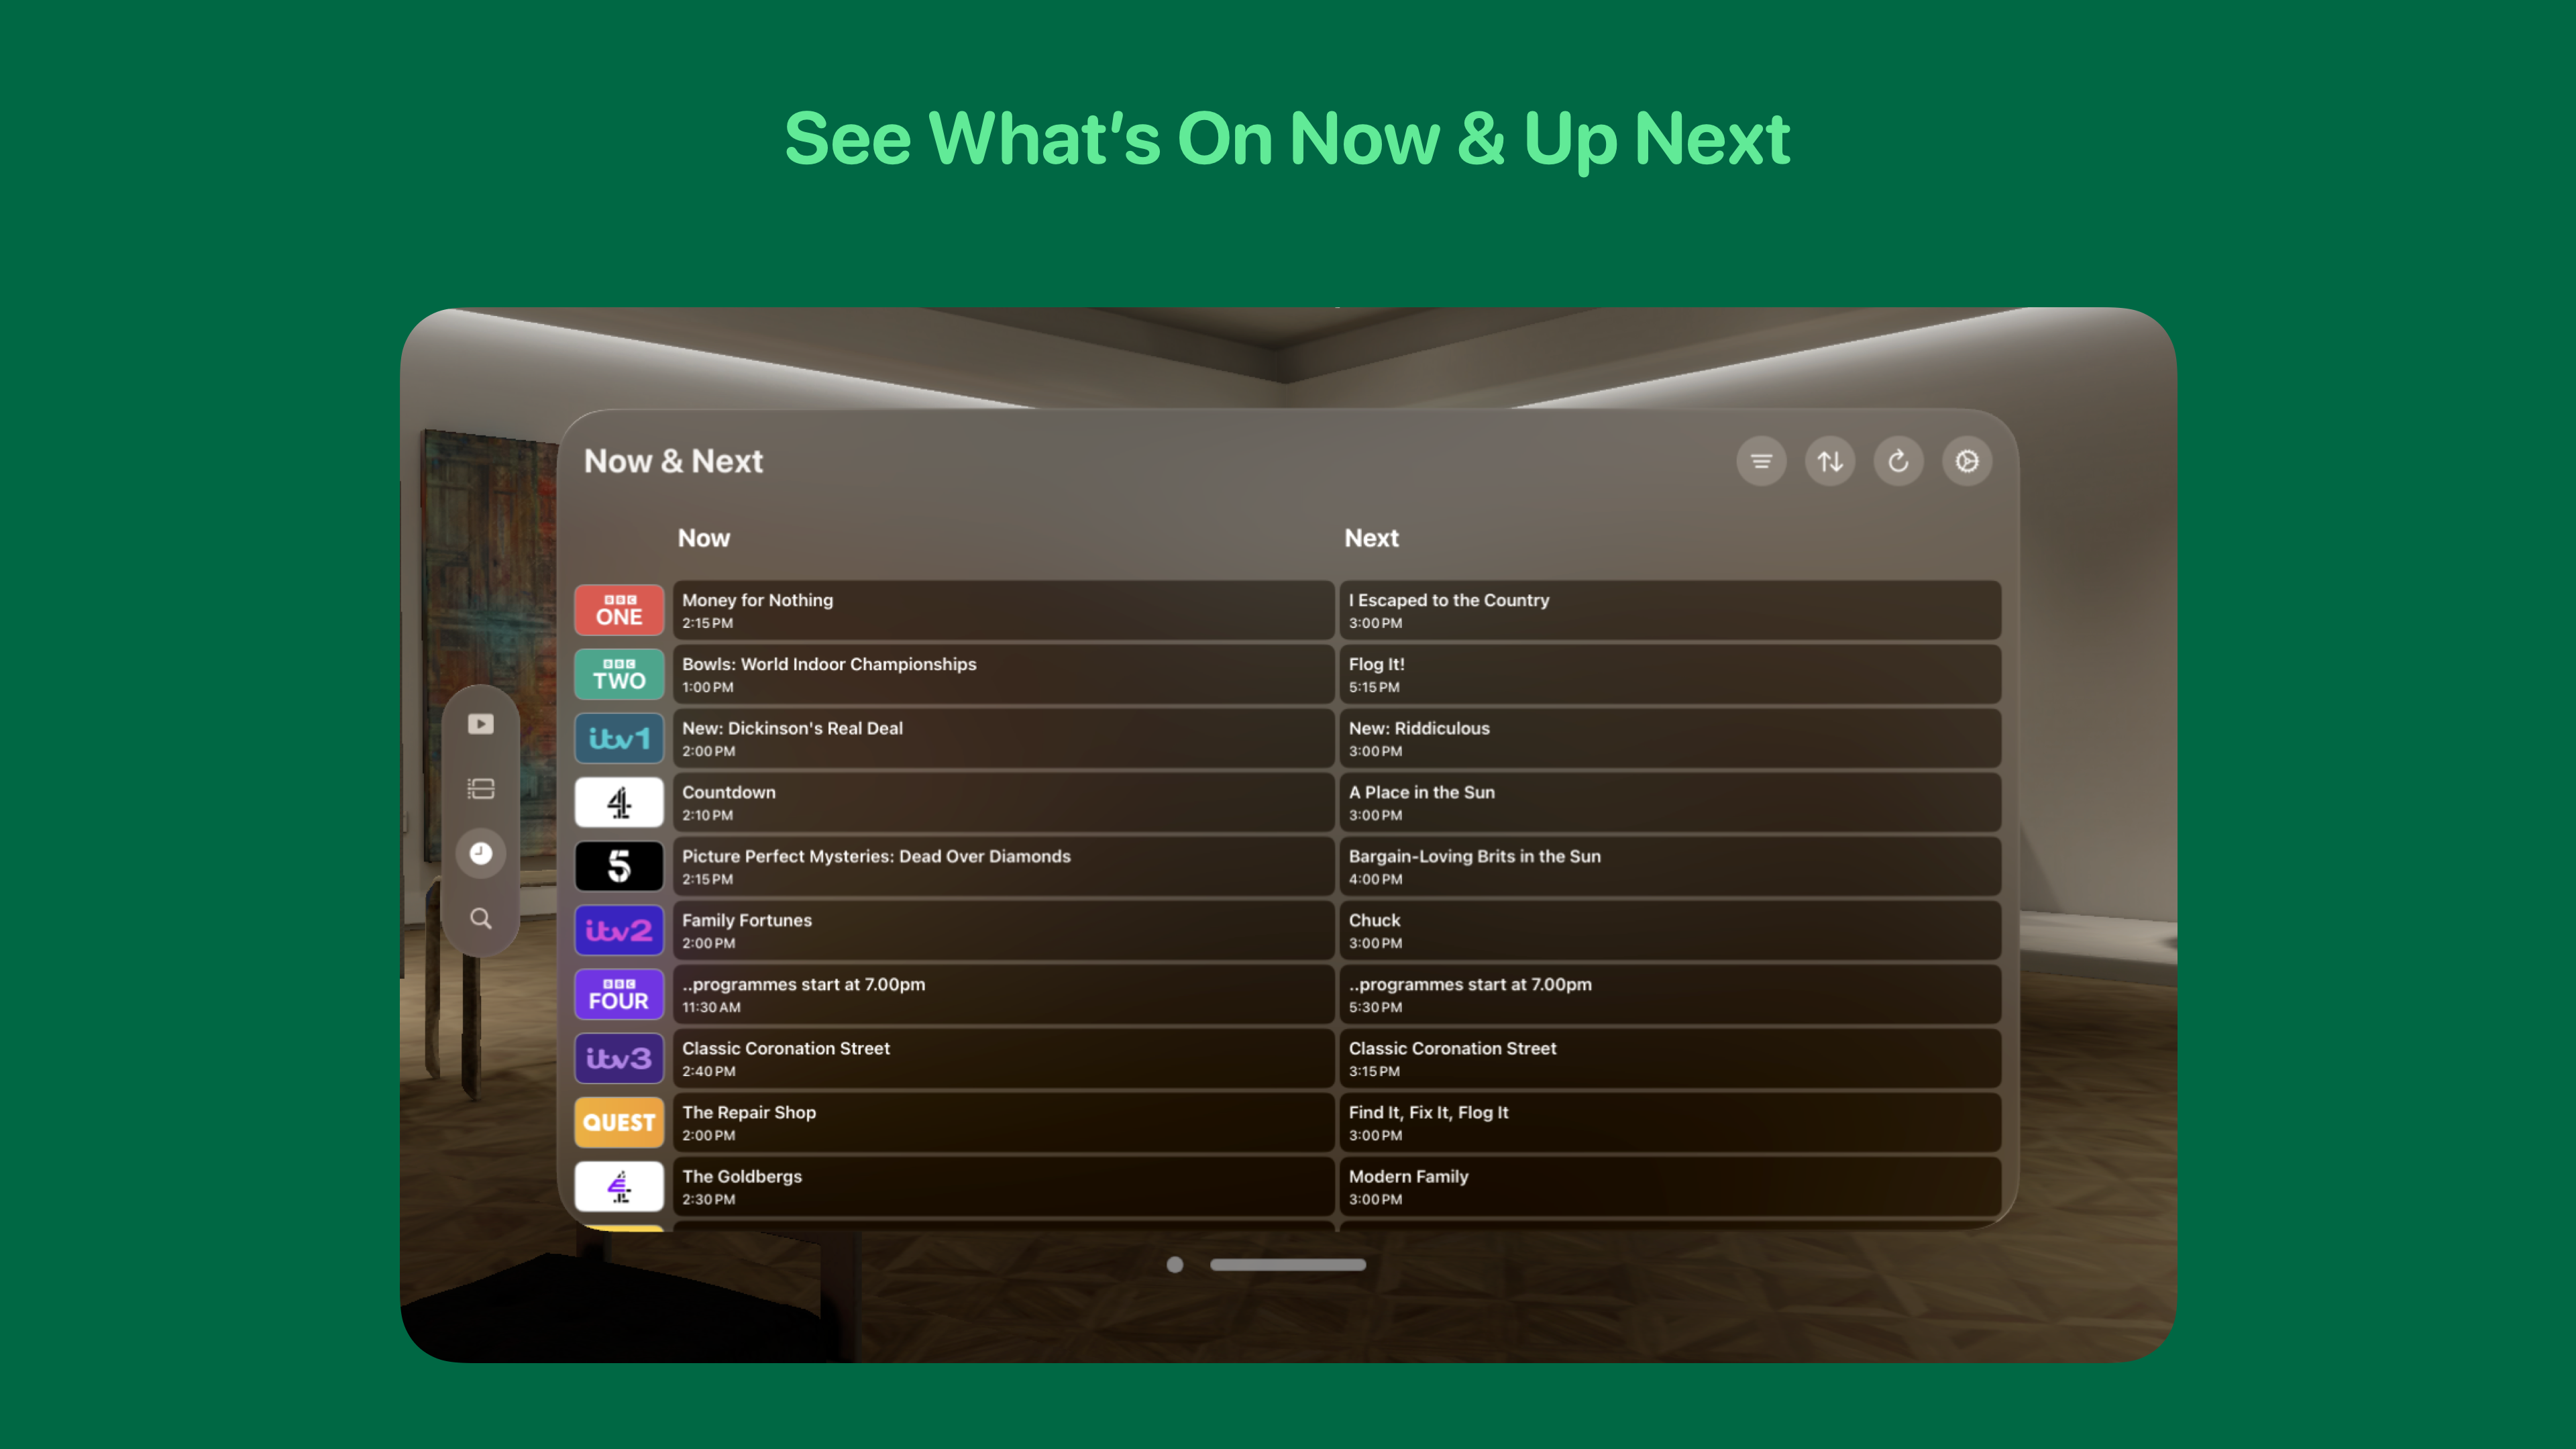 See What's On Now & Up Next
Now & Next
Now
Next
BBC
ONE
Money for Nothing
2:15 PM
I Escaped to the Country
3:00 PM
BBC
TWO
Bowls: World Indoor Championships
1:00 PM
Flog It!
5:15 PM
itv1
New: Dickinson's Real Deal
2:00 PM
New: Riddiculous
3:00 PM
4
Countdown
2:10 PM
A Place in the Sun
3:00 PM
5
Picture Perfect Mysteries: Dead Over Diamonds
2:15 PM
Bargain-Loving Brits in the Sun
4:00 PM
itv2
Family Fortunes
2:00 PM
Chuck
3:00 PM
BBC
FOUR
..programmes start at 7.00pm
11:30 AM
..programmes start at 7.00pm
5:30 PM
itv3
Classic Coronation Street
2:40 PM
Classic Coronation Street
3:15 PM
QUEST
The Repair Shop
2:00 PM
Find It, Fix It, Flog It
3:00 PM
E4
The Goldbergs
2:30 PM
Modern Family
3:00 PM